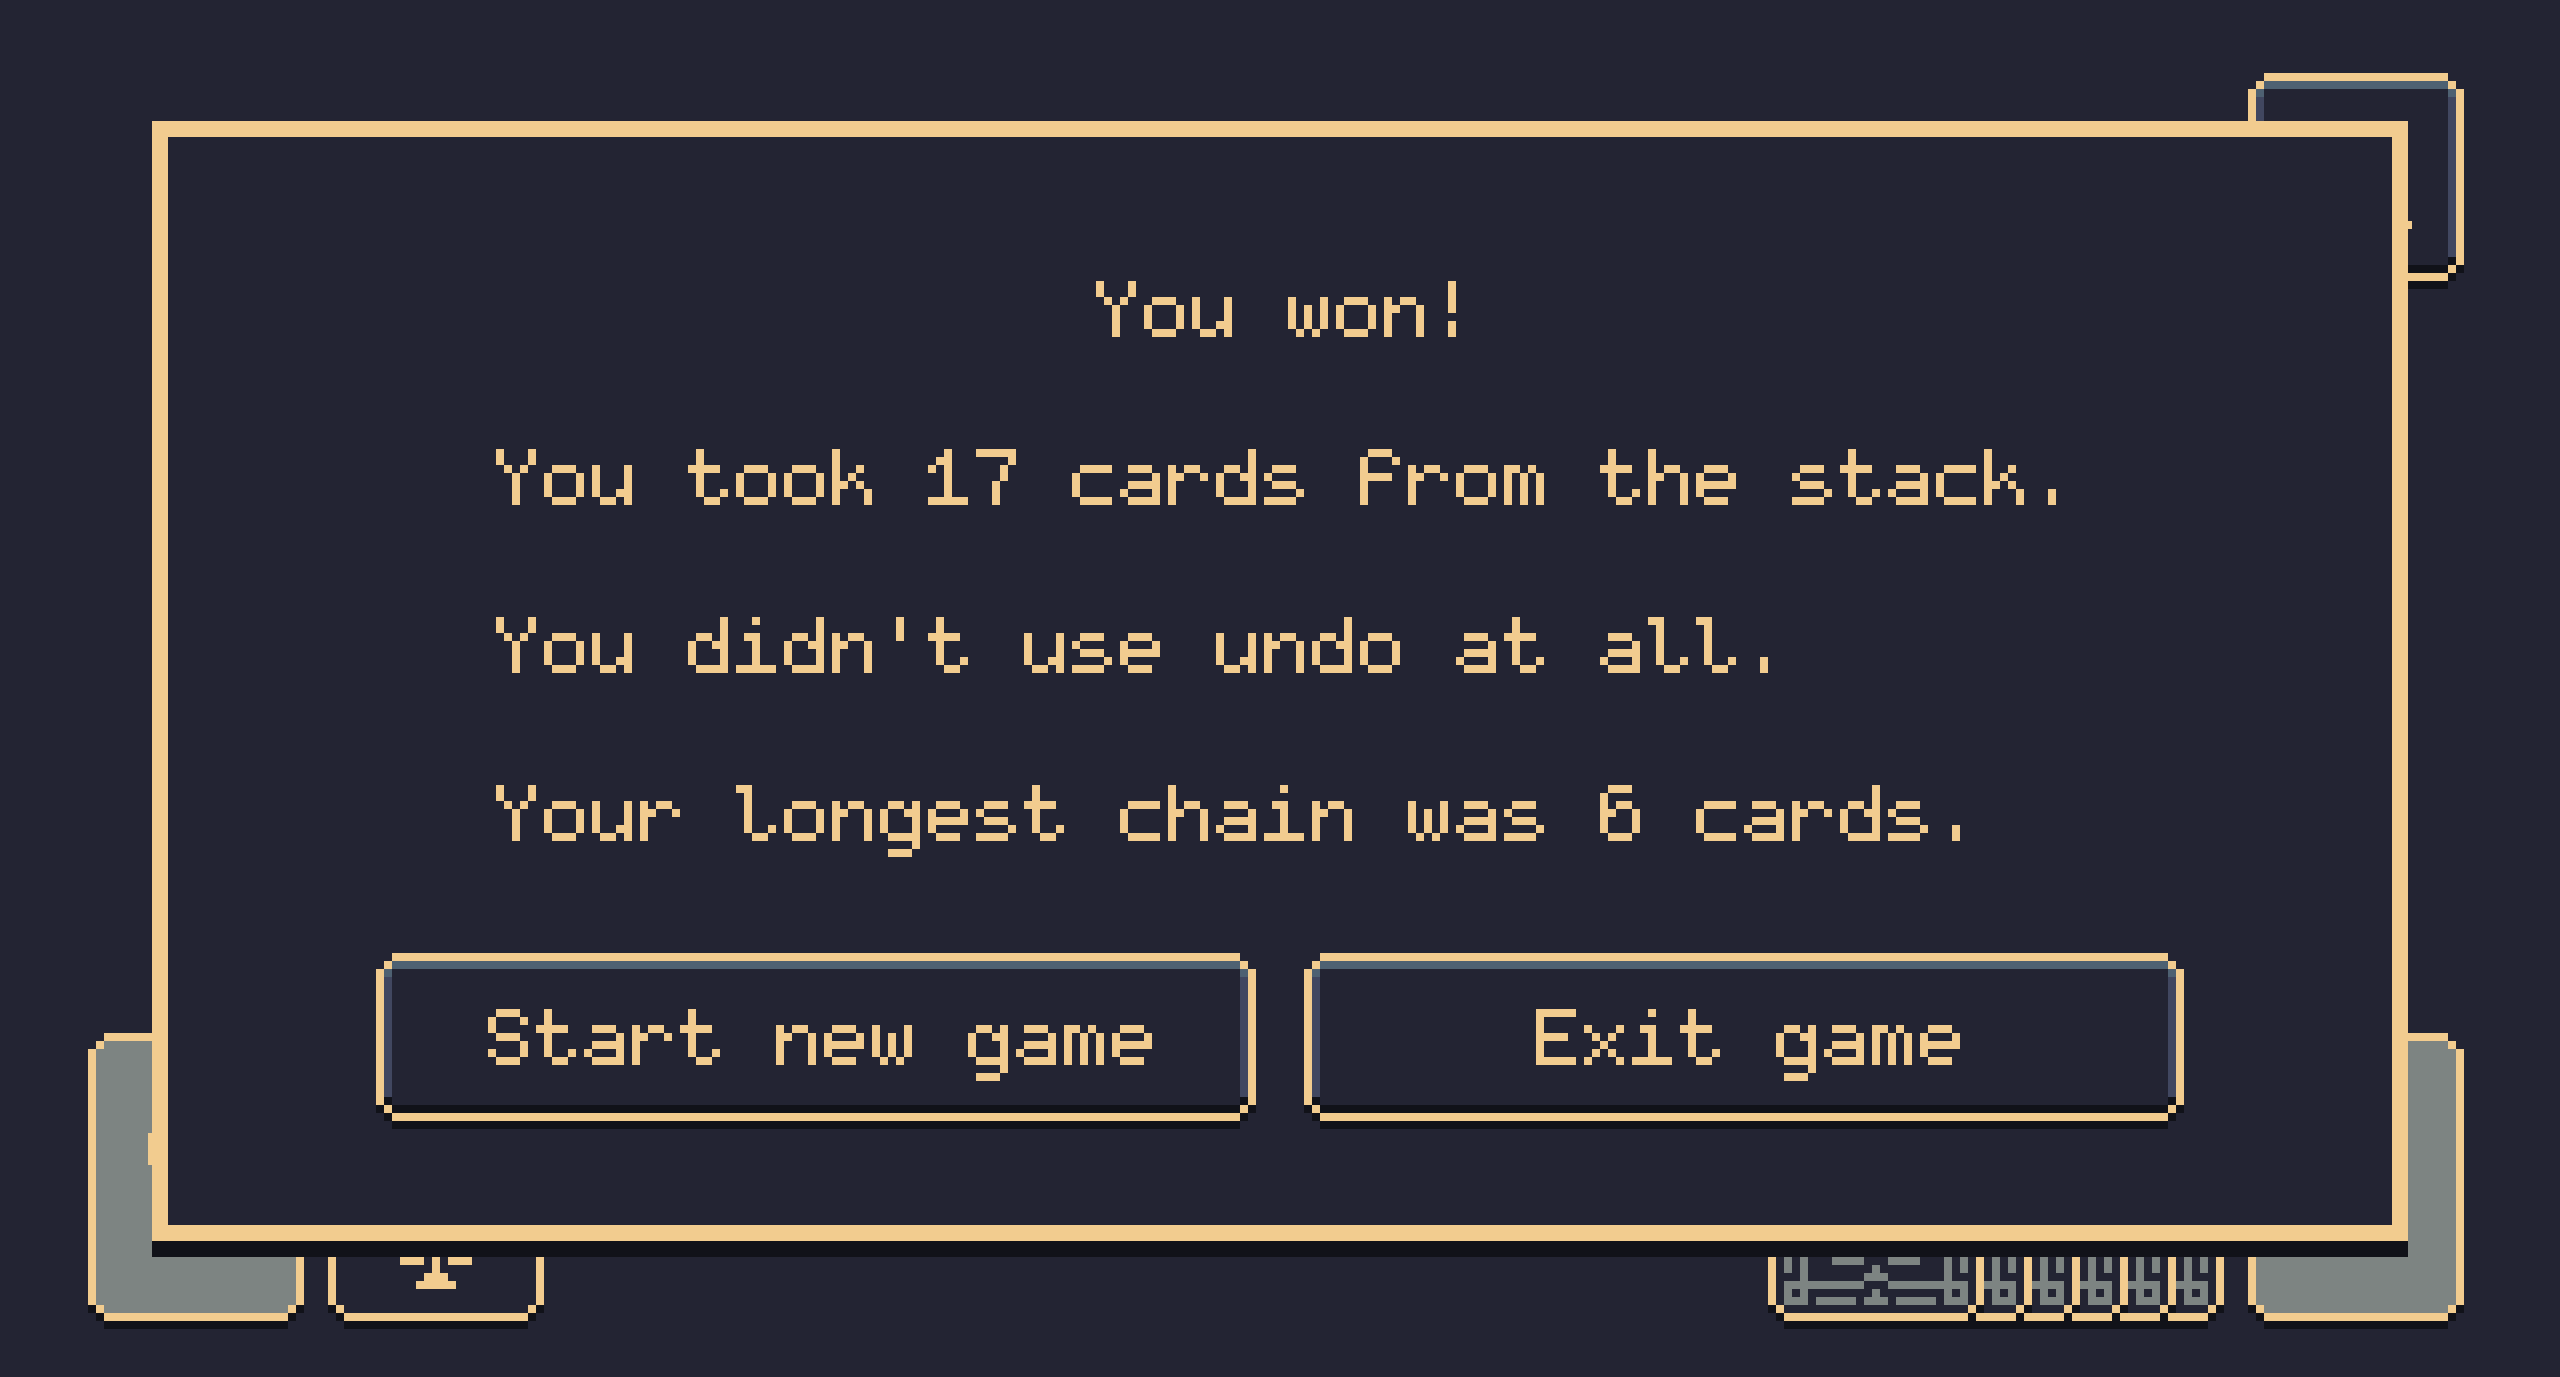 You won!
You took 17 cards from the stack.
You didn't use undo at all.
Your longest chain was 6 cards.
Start new game
Exit game